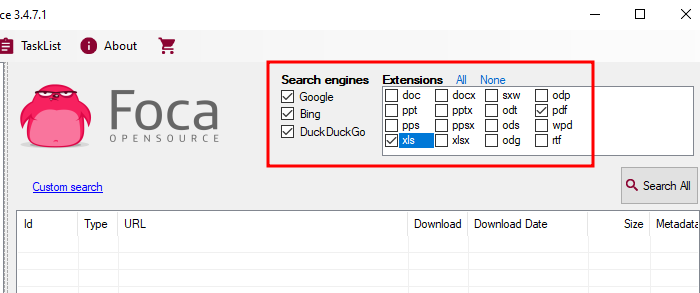 ce 3.4.7.1
TaskList About
Search engines Extensions All None
Google doc docx sxw odp
Bing ppt pptx odt pdf
DuckDuckGo pps ppsx ods wpd
xls xlsx odg rtf
Foca
OPENSOURCE
Custom search Search All
Id Type URL Download Download Date Size Metadata